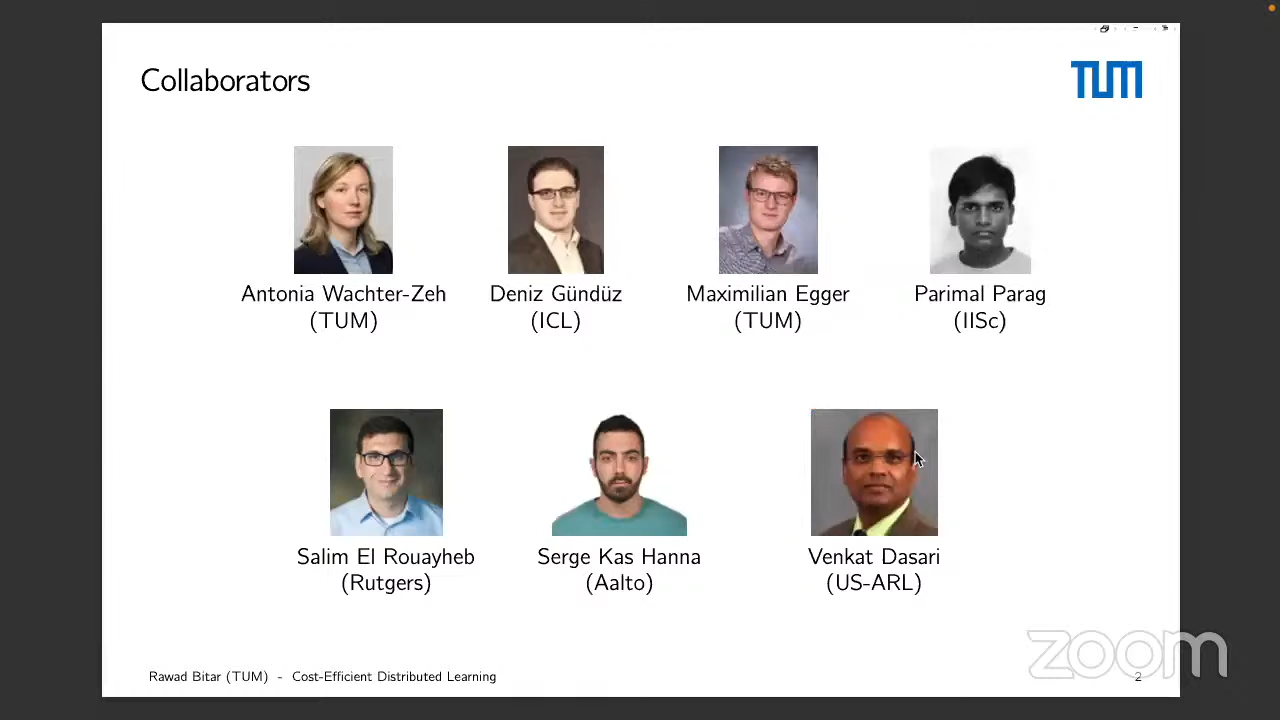 Collaborators
TUM
Antonia Wachter-Zeh
(TUM)
Deniz Gündüz
(ICL)
Maximilian Egger
(TUM)
Parimal Parag
(IISc)
Salim El Rouayheb
(Rutgers)
Serge Kas Hanna
(Aalto)
Venkat Dasari
(US-ARL)
Rawad Bitar (TUM) - Cost-Efficient Distributed Learning
2
zoom